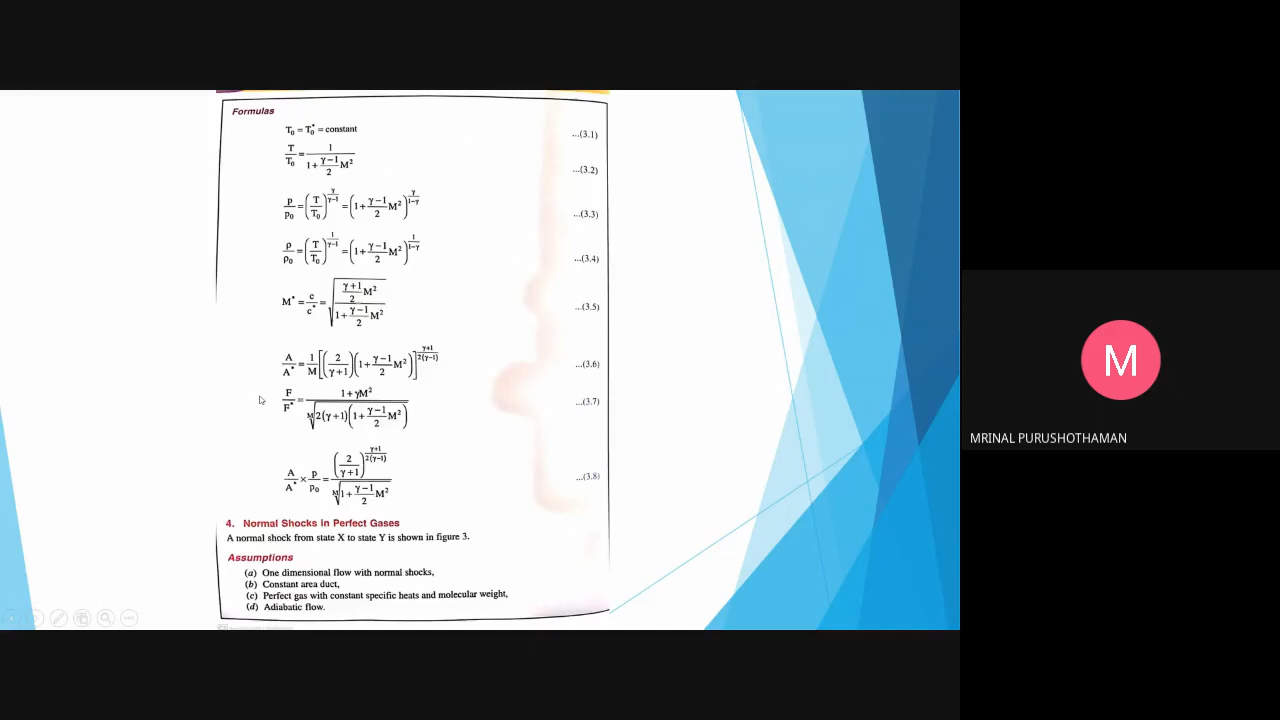 Formulas
T₀ = T₀* = constant ...(3.1)
T/T₀ = 1/(1 + (γ−1)/2 M²) ...(3.2)
p/p₀ = (T/T₀)^(γ/(γ−1)) = (1 + (γ−1)/2 M²)^(γ/(1−γ)) ...(3.3)
ρ/ρ₀ = (T/T₀)^(1/(γ−1)) = (1 + (γ−1)/2 M²)^(1/(1−γ)) ...(3.4)
M* = c/c* = √(((γ+1)/2 M²)/(1 + (γ−1)/2 M²)) ...(3.5)
A/A* = 1/M [(2/(γ+1))(1 + (γ−1)/2 M²)]^((γ+1)/(2(γ−1))) ...(3.6)
F/F* = (1 + γM²)/(M√(2(γ+1)(1 + (γ−1)/2 M²))) ...(3.7)
A/A* × p/p₀ = (2/(γ+1))^((γ+1)/(2(γ−1)))/(M√(1 + (γ−1)/2 M²)) ...(3.8)
4. Normal Shocks in Perfect Gases
A normal shock from state X to state Y is shown in figure 3.
Assumptions
(a) One dimensional flow with normal shocks,
(b) Constant area duct,
(c) Perfect gas with constant specific heats and molecular weight,
(d) Adiabatic flow.
M
MRINAL PURUSHOTHAMAN